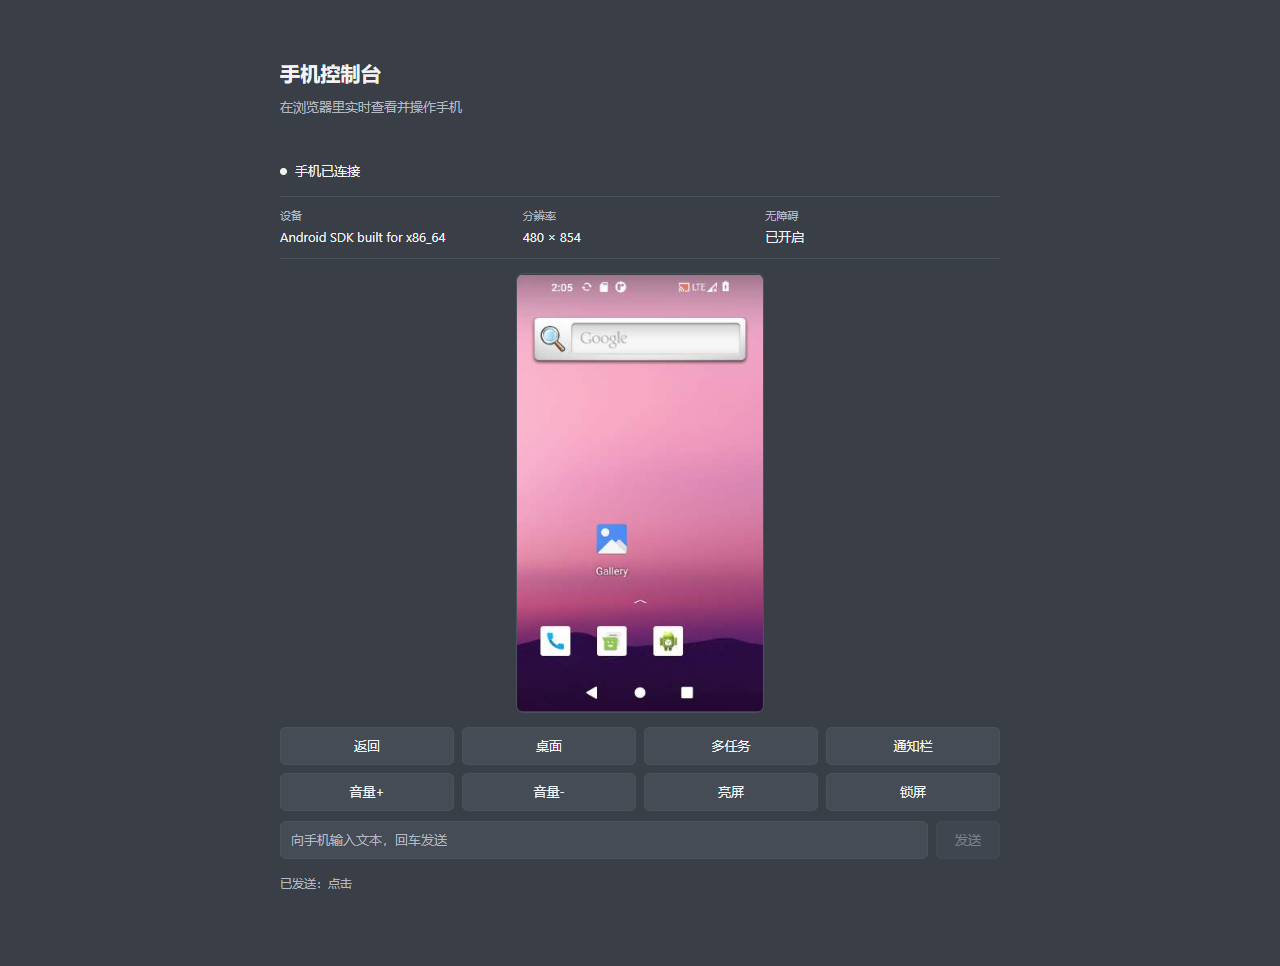 手机控制台
在浏览器里实时查看并操作手机
手机已连接
设备
分辨率
无障碍
Android SDK built for x86_64
480 × 854
已开启
2:05
LTE
Google
Gallery
返回
桌面
多任务
通知栏
音量+
音量-
亮屏
锁屏
向手机输入文本，回车发送
发送
已发送：点击